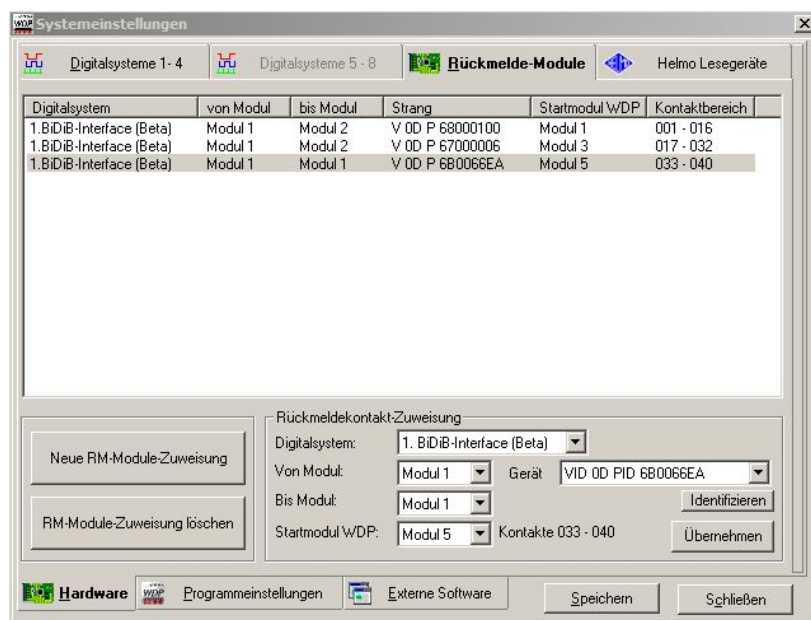 Systemeinstellungen
Digitalsysteme 1- 4 Digitalsysteme 5 - 8 Rückmelde-Module Helmo Lesegeräte
Digitalsystem von Modul bis Modul Strang Startmodul WDP Kontaktbereich
1.BiDiB-Interface (Beta) Modul 1 Modul 2 V 0D P 68000100 Modul 1 001 - 016
1.BiDiB-Interface (Beta) Modul 1 Modul 2 V 0D P 67000006 Modul 3 017 - 032
1.BiDiB-Interface (Beta) Modul 1 Modul 1 V 0D P 6B0066EA Modul 5 033 - 040
Neue RM-Module-Zuweisung
RM-Module-Zuweisung löschen
Rückmeldekontakt-Zuweisung
Digitalsystem: 1. BiDiB-Interface (Beta)
Von Modul: Modul 1 Gerät VID 0D PID 6B0066EA
Bis Modul: Modul 1 Identifizieren
Startmodul WDP: Modul 5 Kontakte 033 - 040 Übernehmen
Hardware WDP Programmeinstellungen Externe Software Speichern Schließen